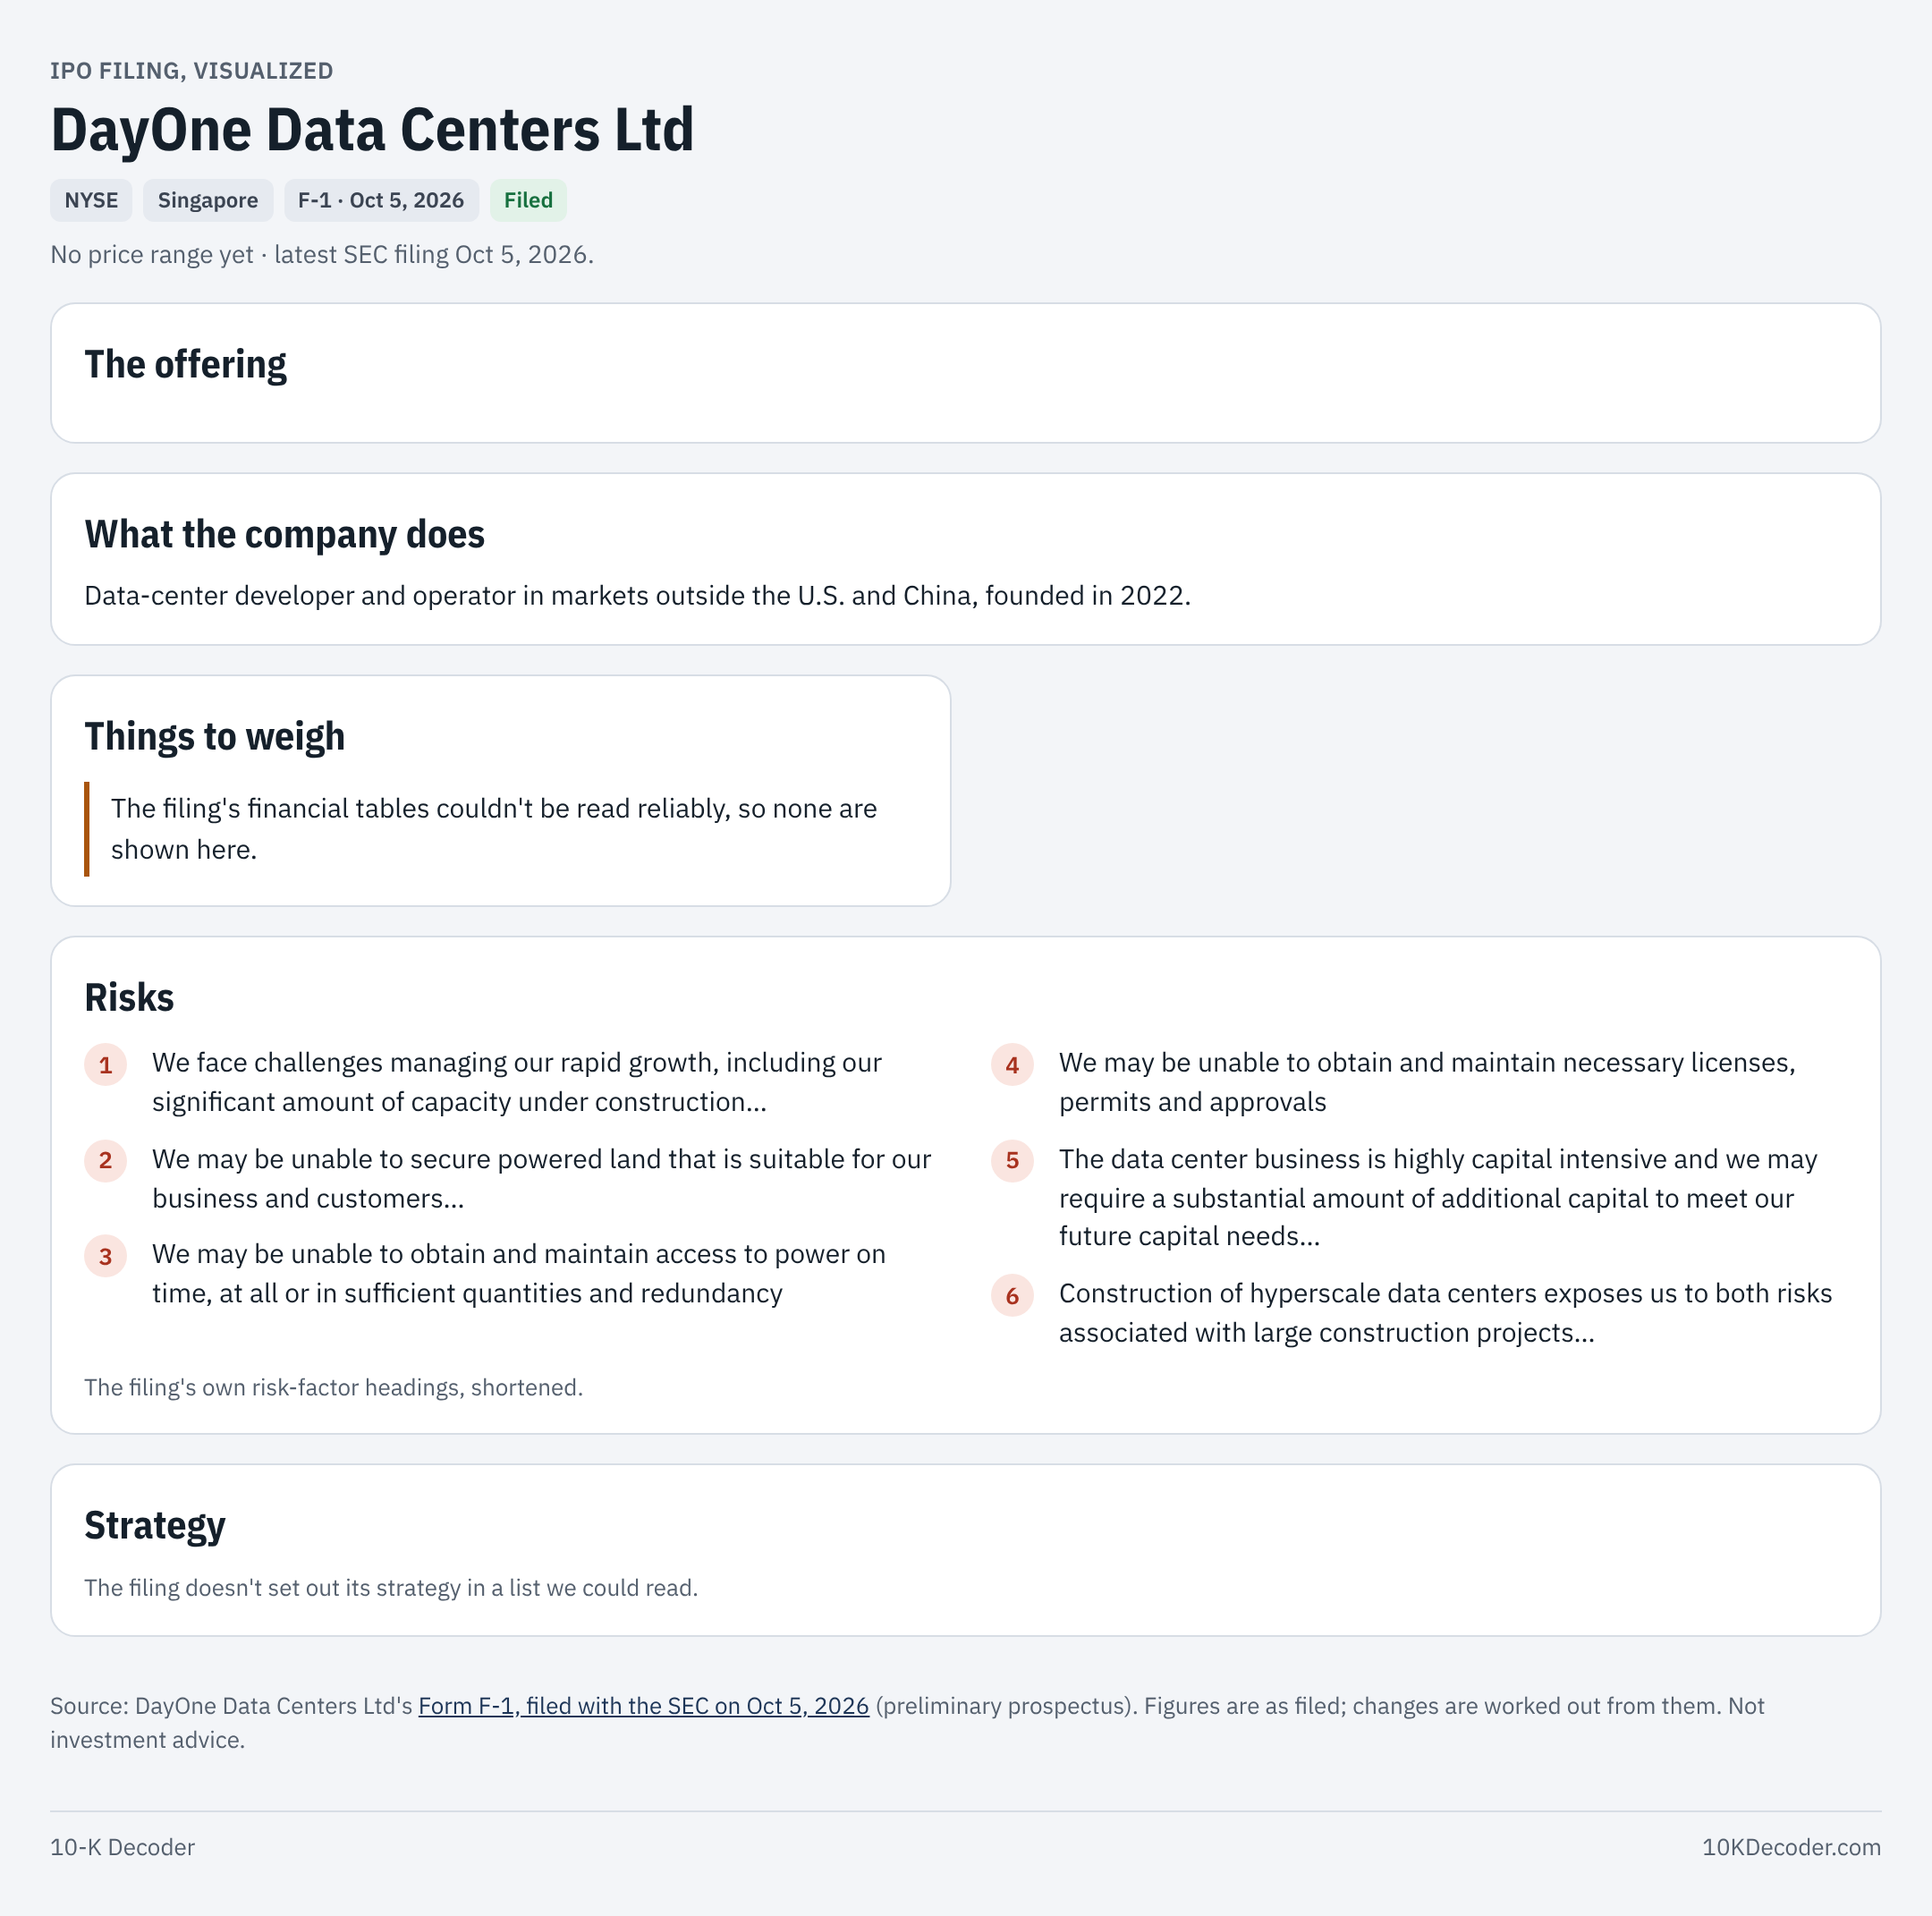 IPO FILING, VISUALIZED
DayOne Data Centers Ltd
NYSE Singapore F-1 · Oct 5, 2026 Filed
No price range yet · latest SEC filing Oct 5, 2026.
The offering
What the company does
Data-center developer and operator in markets outside the U.S. and China, founded in 2022.
Things to weigh
The filing's financial tables couldn't be read reliably, so none are
shown here.
Risks
1 We face challenges managing our rapid growth, including our
significant amount of capacity under construction...
2 We may be unable to secure powered land that is suitable for our
business and customers...
3 We may be unable to obtain and maintain access to power on
time, at all or in sufficient quantities and redundancy
4 We may be unable to obtain and maintain necessary licenses,
permits and approvals
5 The data center business is highly capital intensive and we may
require a substantial amount of additional capital to meet our
future capital needs...
6 Construction of hyperscale data centers exposes us to both risks
associated with large construction projects...
The filing's own risk-factor headings, shortened.
Strategy
The filing doesn't set out its strategy in a list we could read.
Source: DayOne Data Centers Ltd's Form F-1, filed with the SEC on Oct 5, 2026 (preliminary prospectus). Figures are as filed; changes are worked out from them. Not
investment advice.
10-K Decoder
10KDecoder.com